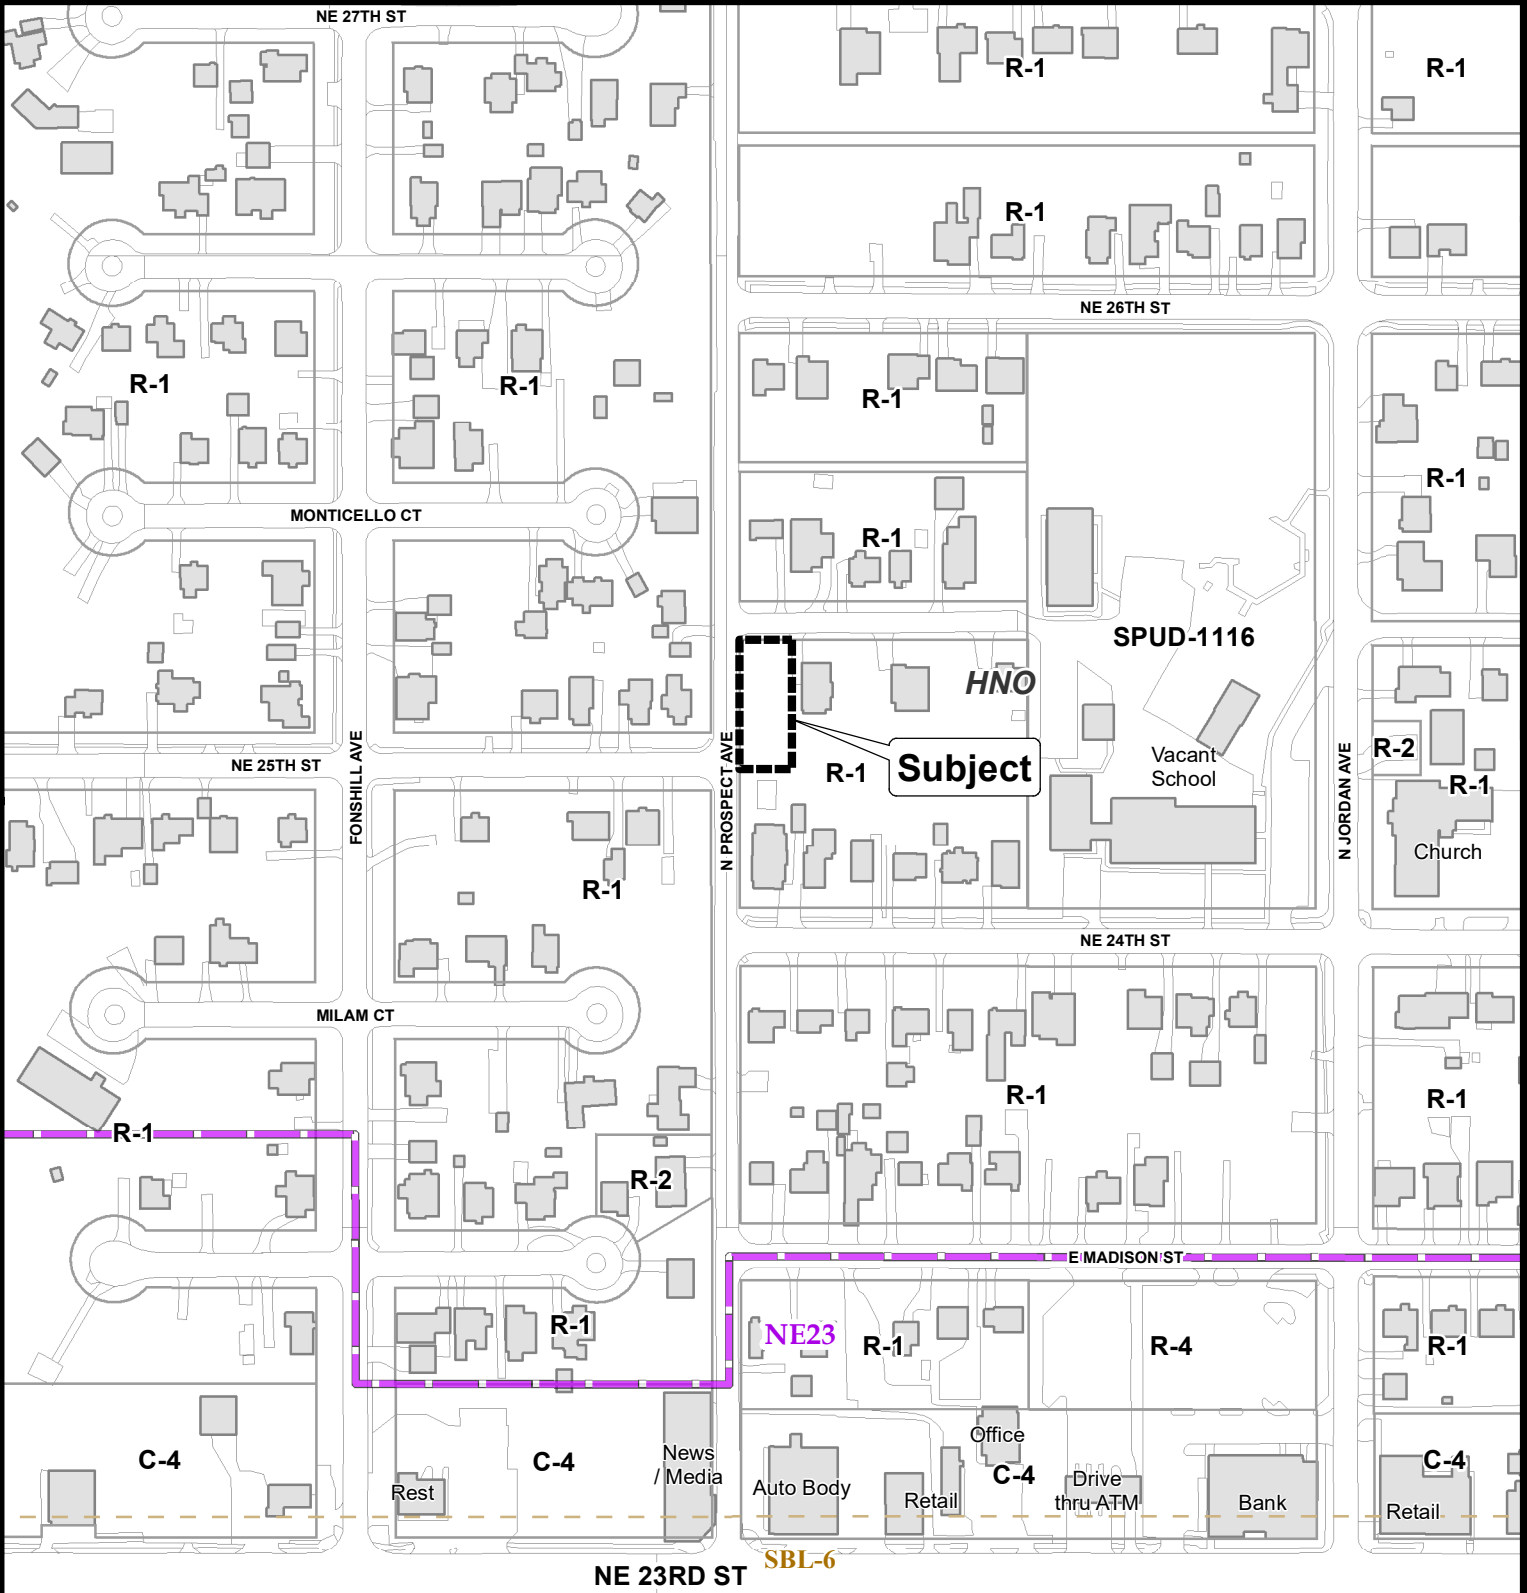 NE 27TH ST
R-1
R-1
R-1
NE 26TH ST
R-1
R-1
R-1
R-1
MONTICELLO CT
R-1
SPUD-1116
HNO
Subject
R-1
Vacant
School
R-2
R-1
Church
NE 25TH ST
FONSHILL AVE
N PROSPECT AVE
N JORDAN AVE
R-1
NE 24TH ST
MILAM CT
R-1
R-1
R-1
R-2
E MADISON ST
NE23
R-1
R-1
R-4
R-1
C-4
C-4
Rest
News
/ Media
Auto Body
Office
Retail
C-4
Drive
thru ATM
Bank
C-4
Retail
SBL-6
NE 23RD ST